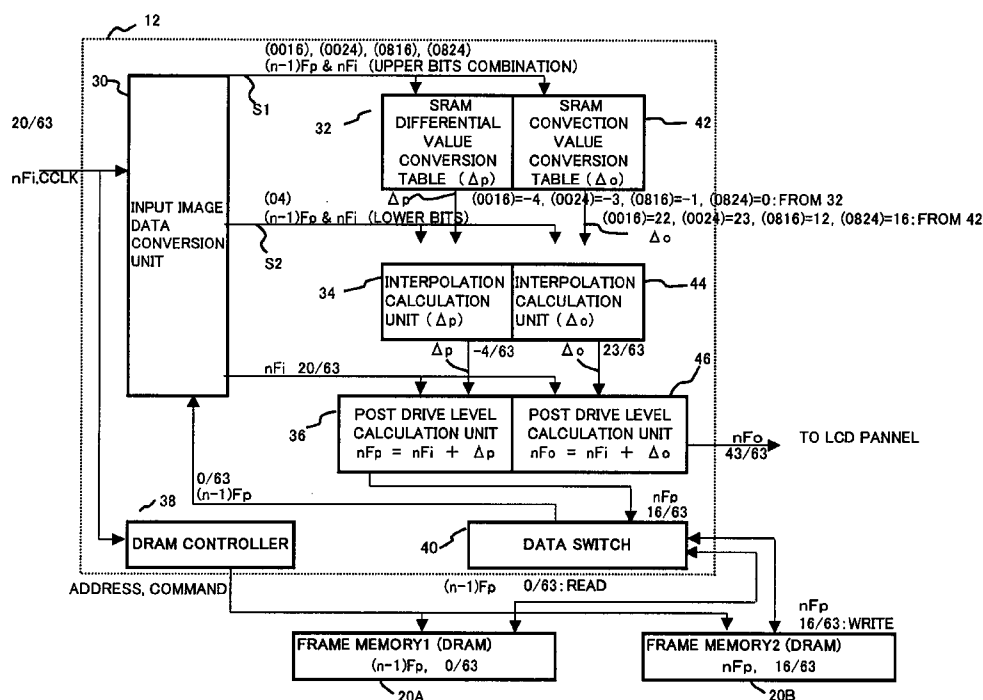 12
(0016), (0024), (0816), (0824)
(n-1)Fp & nFi (UPPER BITS COMBINATION)
30
S1
20/63
nFi,CCLK
32
SRAM
DIFFERENTIAL
VALUE
CONVERSION
TABLE (Δp)
SRAM
CONVECTION
VALUE
CONVERSION
TABLE (Δo)
42
Δp
(0016)=-4, (0024)=-3, (0816)=-1, (0824)=0: FROM 32
(0016)=22, (0024)=23, (0816)=12, (0824)=16: FROM 42
Δo
(04)
(n-1)Fp & nFi (LOWER BITS)
INPUT IMAGE
DATA
CONVERSION
UNIT
S2
34
INTERPOLATION
CALCULATION
UNIT (Δp)
INTERPOLATION
CALCULATION
UNIT (Δo)
44
Δp
-4/63
Δo
23/63
nFi 20/63
46
36
POST DRIVE LEVEL
CALCULATION UNIT
nFp = nFi + Δp
POST DRIVE LEVEL
CALCULATION UNIT
nFo = nFi + Δo
nFo
43/63
TO LCD PANNEL
0/63
(n-1)Fp
38
nFp
16/63
DRAM CONTROLLER
40
DATA SWITCH
ADDRESS, COMMAND
(n-1)Fp 0/63: READ
nFp
16/63: WRITE
FRAME MEMORY1 (DRAM)
(n-1)Fp, 0/63
FRAME MEMORY2 (DRAM)
nFp, 16/63
20A
20B